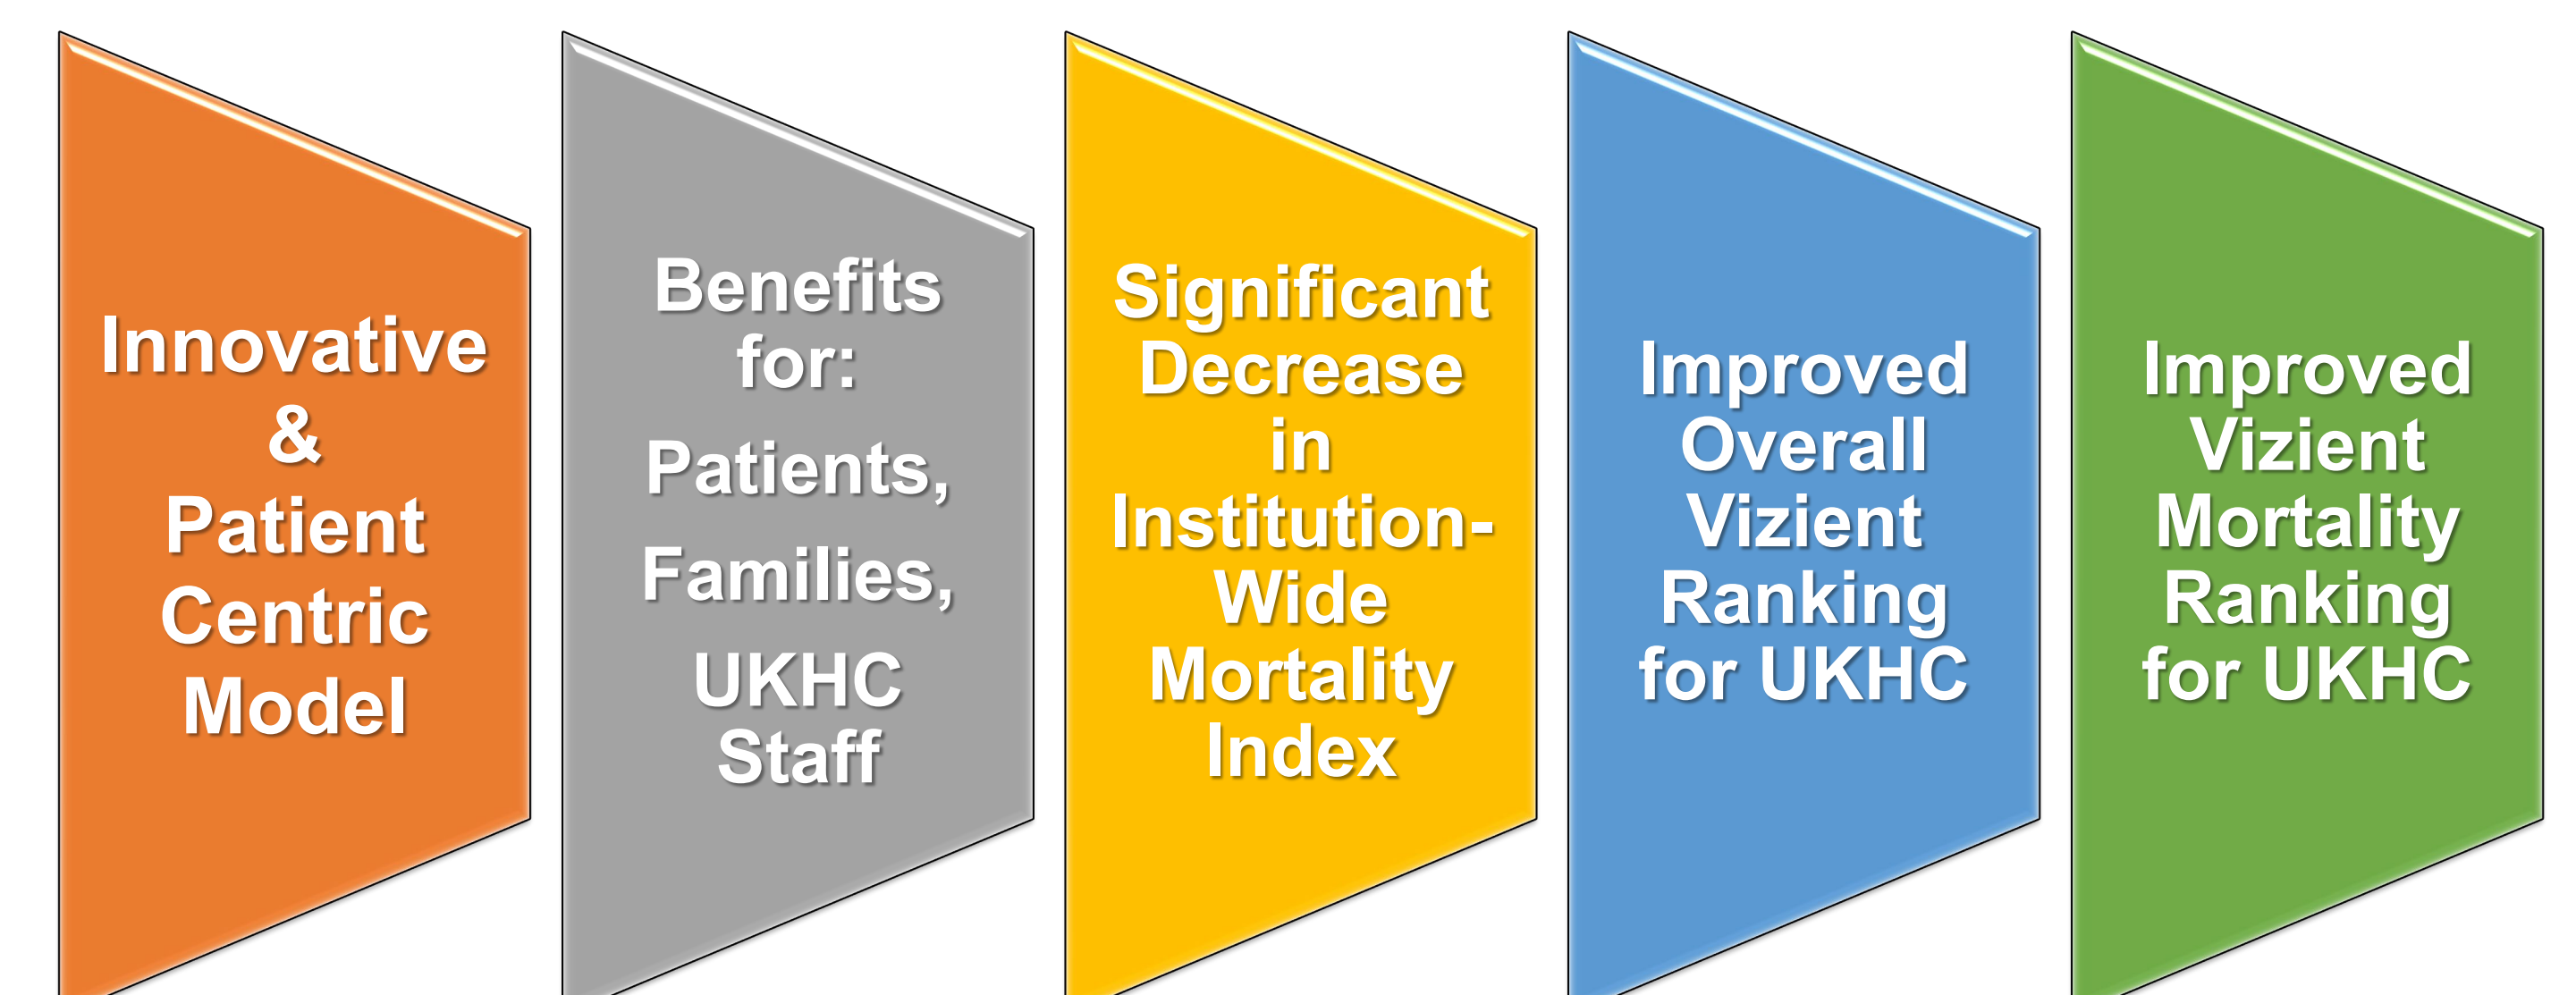 Innovative
&
Patient
Centric
Model
Benefits
for:
Patients,
Families,
UKHC
Staff
Significant
Decrease
in
Institution-
Wide
Mortality
Index
Improved
Overall
Vizient
Ranking
for UKHC
Improved
Vizient
Mortality
Ranking
for UKHC